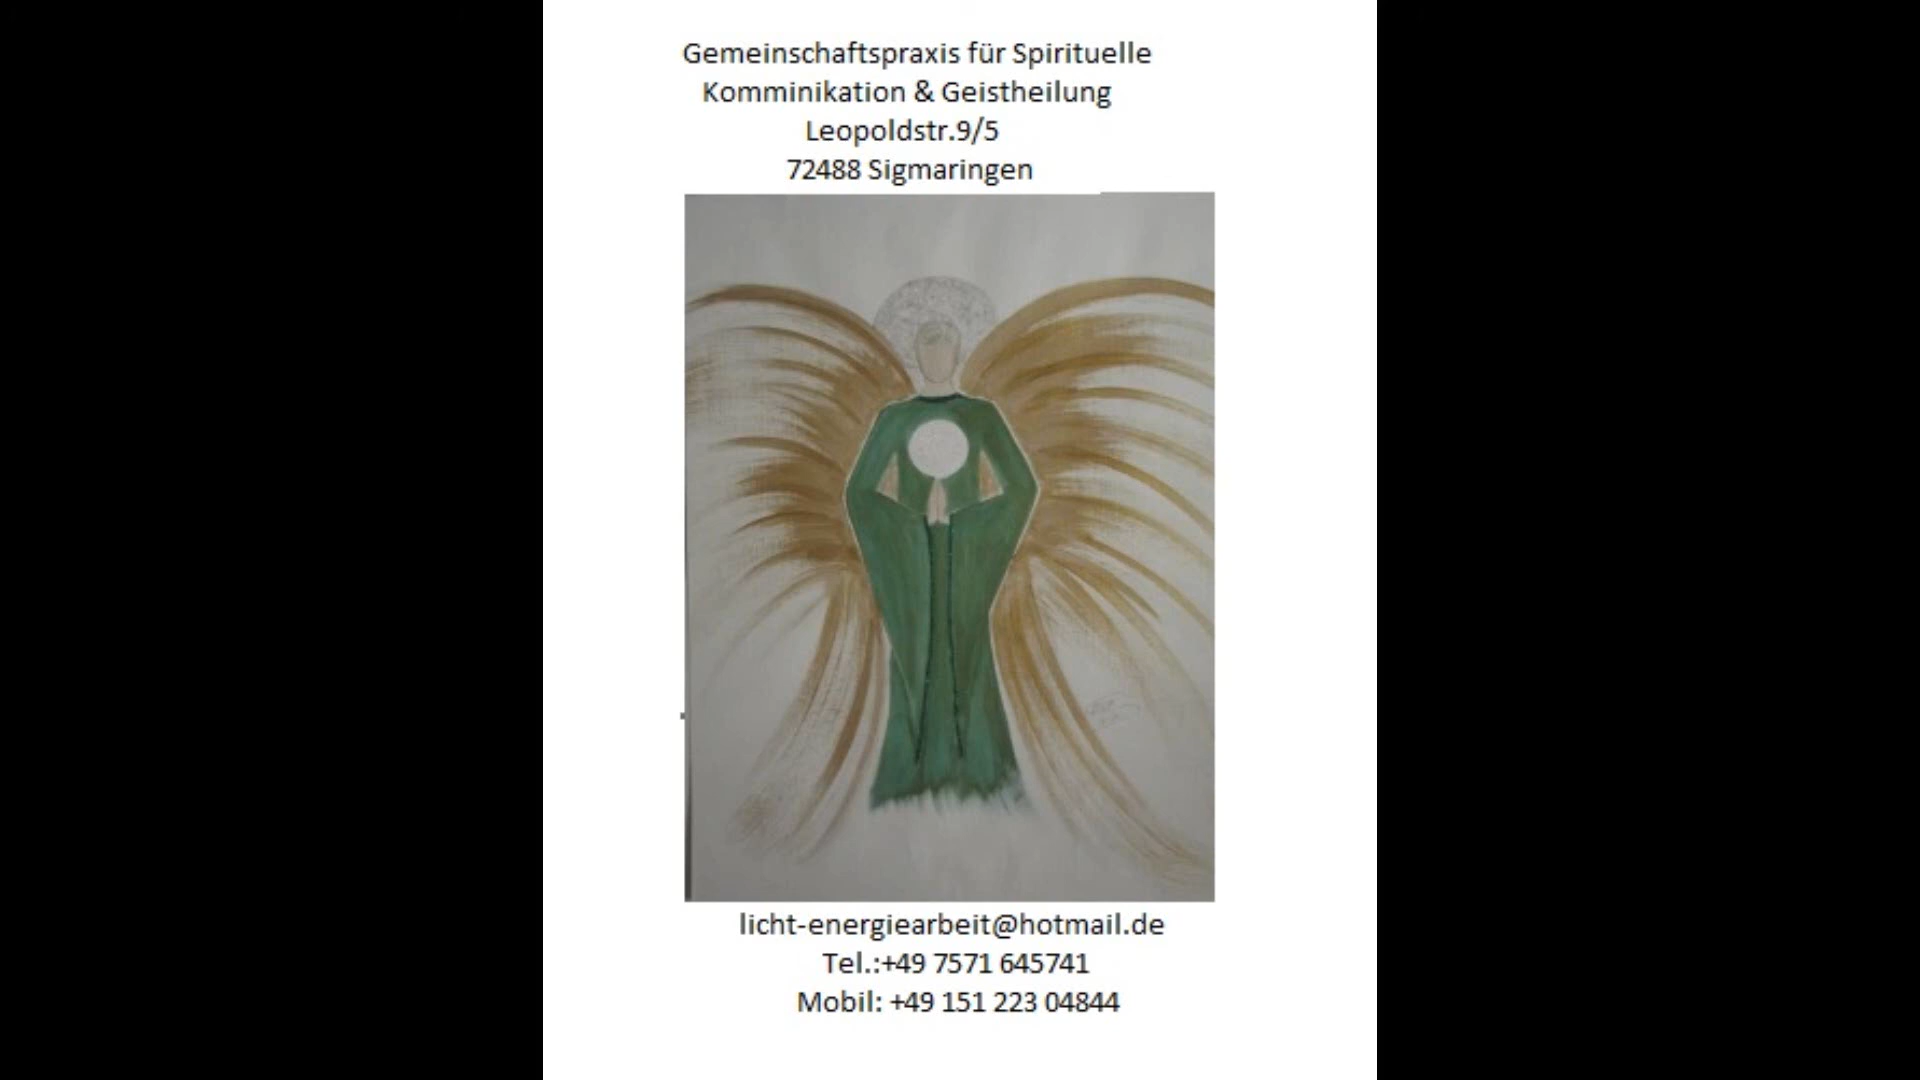 Gemeinschaftspraxis für Spirituelle
Komminikation & Geistheilung
Leopoldstr.9/5
72488 Sigmaringen
licht-energiearbeit@hotmail.de
Tel.:+49 7571 645741
Mobil: +49 151 223 04844